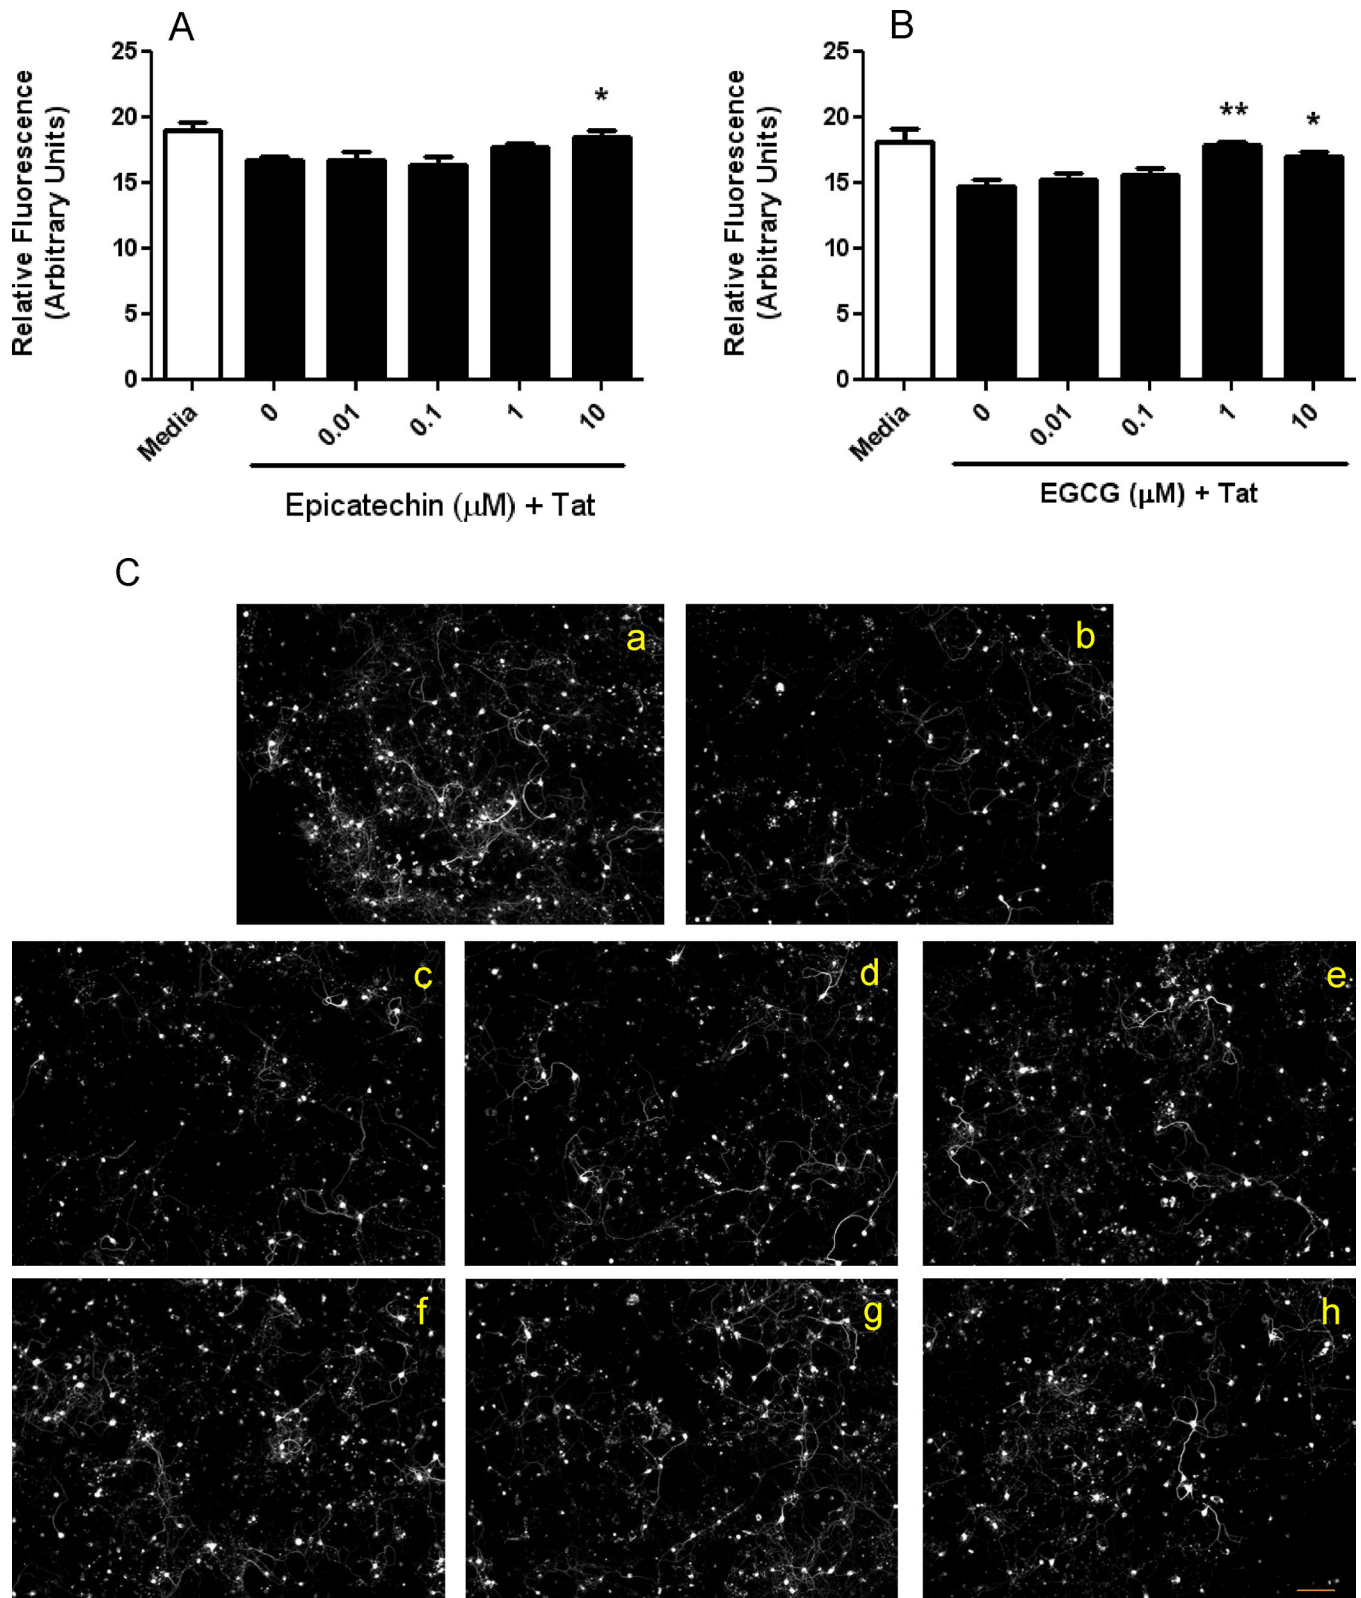 A
Relative Fluorescence
(Arbitrary Units)
25
20
15
10
5
0
*
Media
0
0.01
0.1
1
10
Epicatechin (μM) + Tat
B
Relative Fluorescence
(Arbitrary Units)
25
20
15
10
5
0
**
*
Media
0
0.01
0.1
1
10
EGCG (μM) + Tat
C
a
b
c
d
e
f
g
h